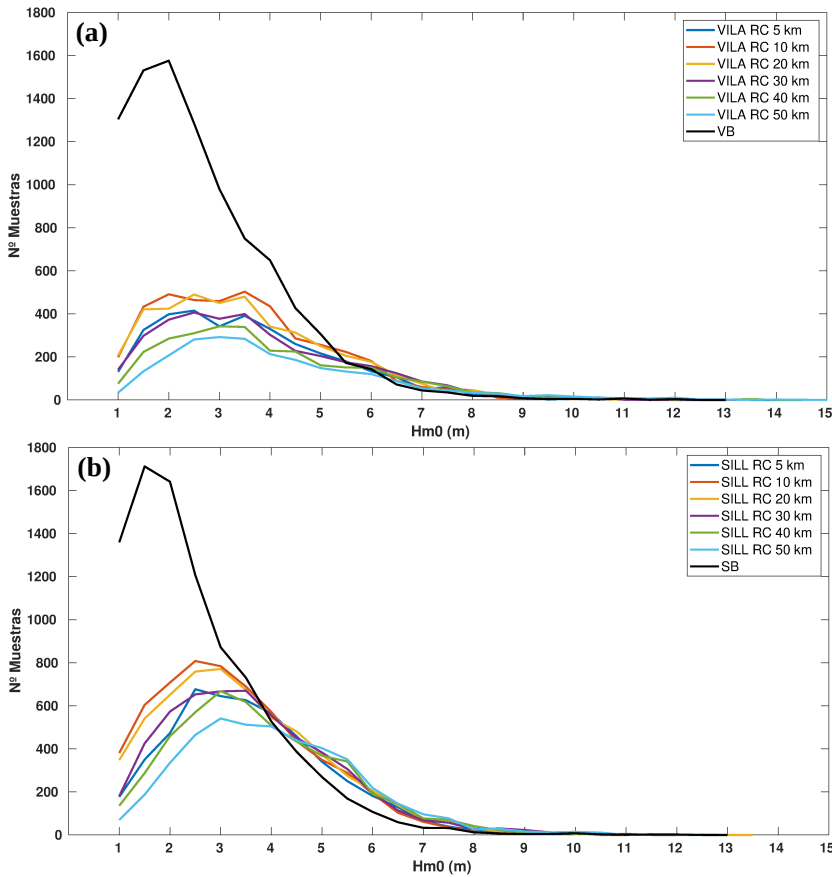 (a)
1800
1600
1400
1200
1000
800
600
400
200
0
Nº Muestras
1 2 3 4 5 6 7 8 9 10 11 12 13 14 15
Hm0 (m)
VILA RC 5 km
VILA RC 10 km
VILA RC 20 km
VILA RC 30 km
VILA RC 40 km
VILA RC 50 km
VB
(b)
1800
1600
1400
1200
1000
800
600
400
200
0
Nº Muestras
1 2 3 4 5 6 7 8 9 10 11 12 13 14 15
Hm0 (m)
SILL RC 5 km
SILL RC 10 km
SILL RC 20 km
SILL RC 30 km
SILL RC 40 km
SILL RC 50 km
SB